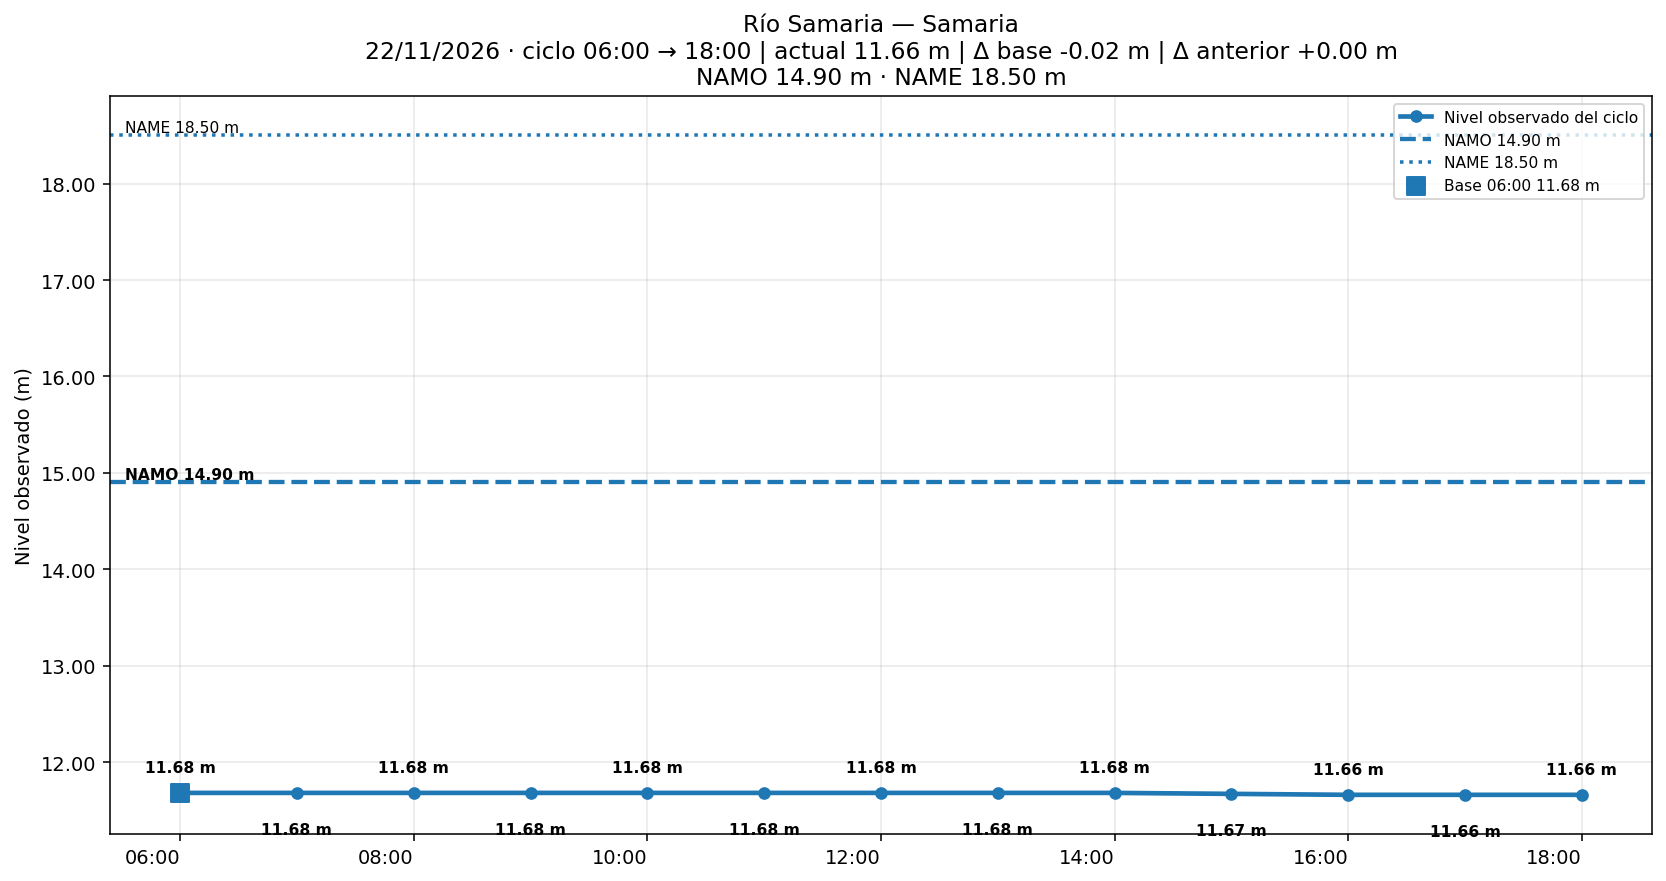 Río Samaria — Samaria
22/11/2026 · ciclo 06:00 → 18:00 | actual 11.66 m | Δ base -0.02 m | Δ anterior +0.00 m
NAMO 14.90 m · NAME 18.50 m
NAME 18.50 m
Nivel observado del ciclo
NAMO 14.90 m
NAME 18.50 m
Base 06:00 11.68 m
18.00
17.00
16.00
15.00
NAMO 14.90 m
14.00
13.00
12.00
Nivel observado (m)
11.68 m 11.68 m 11.68 m 11.68 m 11.68 m 11.66 m 11.66 m
11.68 m 11.68 m 11.68 m 11.68 m 11.67 m 11.66 m
06:00 08:00 10:00 12:00 14:00 16:00 18:00